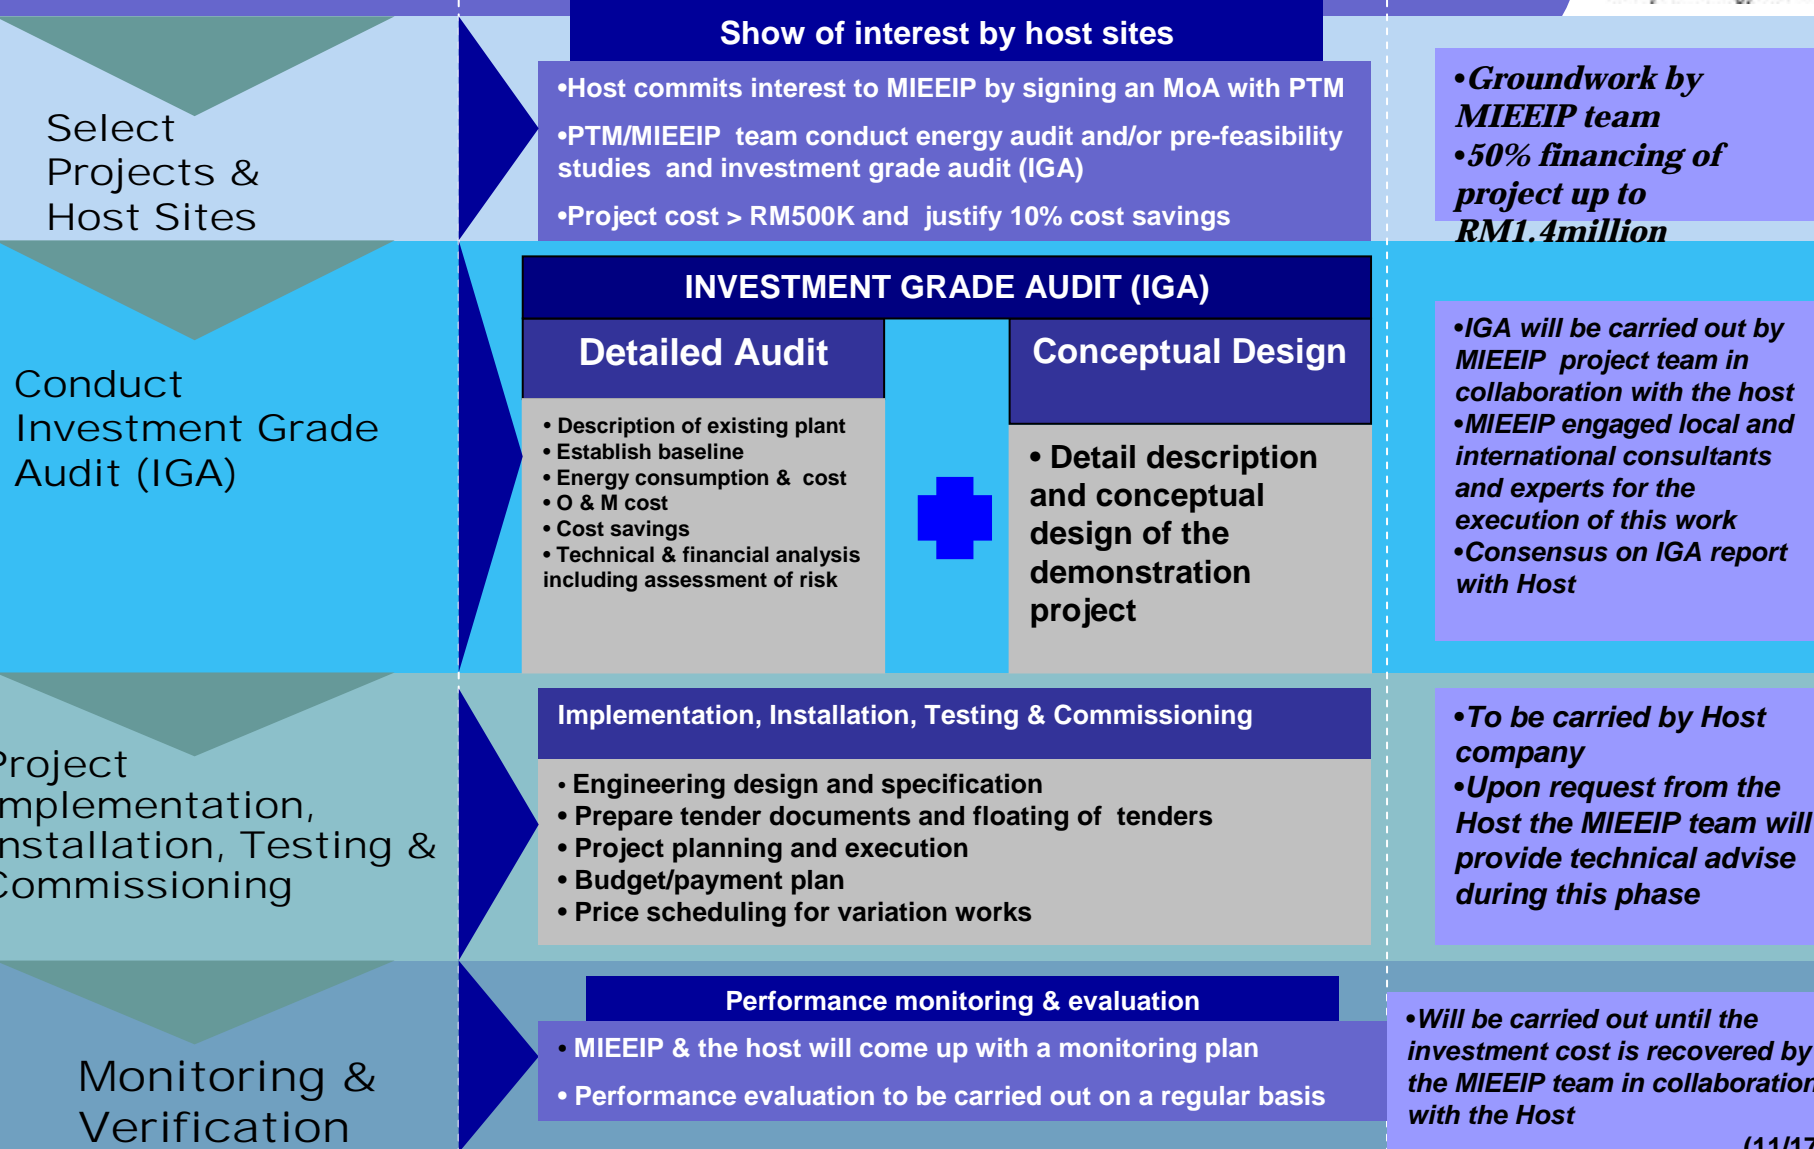 Show of interest by host sites
Select
Projects &
Host Sites
•Host commits interest to MIEEIP by signing an MoA with PTM
•PTM/MIEEIP team conduct energy audit and/or pre-feasibility
studies and investment grade audit (IGA)
•Project cost > RM500K and justify 10% cost savings
•Groundwork by
MIEEIP team
•50% financing of
project up to
RM1.4million
Conduct
Investment Grade
Audit (IGA)
INVESTMENT GRADE AUDIT (IGA)
Detailed Audit
• Description of existing plant
• Establish baseline
• Energy consumption & cost
• O & M cost
• Cost savings
• Technical & financial analysis
including assessment of risk
Conceptual Design
• Detail description
and conceptual
design of the
demonstration
project
•IGA will be carried out by
MIEEIP project team in
collaboration with the host
•MIEEIP engaged local and
international consultants
and experts for the
execution of this work
•Consensus on IGA report
with Host
Project
Implementation,
Installation, Testing &
Commissioning
Implementation, Installation, Testing & Commissioning
• Engineering design and specification
• Prepare tender documents and floating of tenders
• Project planning and execution
• Budget/payment plan
• Price scheduling for variation works
•To be carried by Host
company
•Upon request from the
Host the MIEEIP team will
provide technical advise
during this phase
Monitoring &
Verification
Performance monitoring & evaluation
• MIEEIP & the host will come up with a monitoring plan
• Performance evaluation to be carried out on a regular basis
•Will be carried out until the
investment cost is recovered by
the MIEEIP team in collaboration
with the Host
(11/17